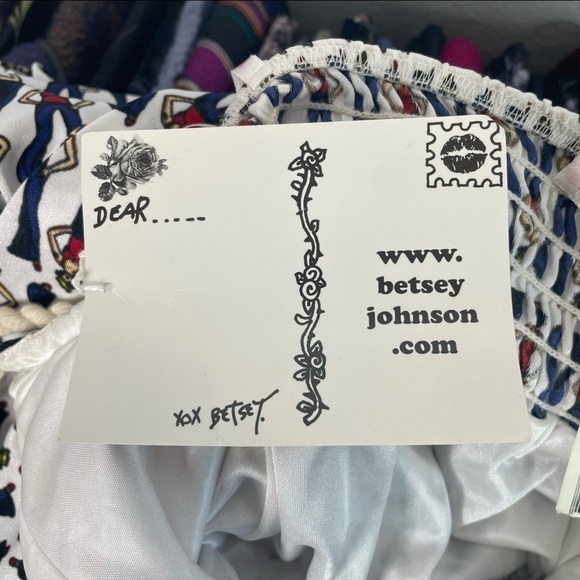 DEAR.....
www.
betsey
johnson
.com
xox BETSEY.